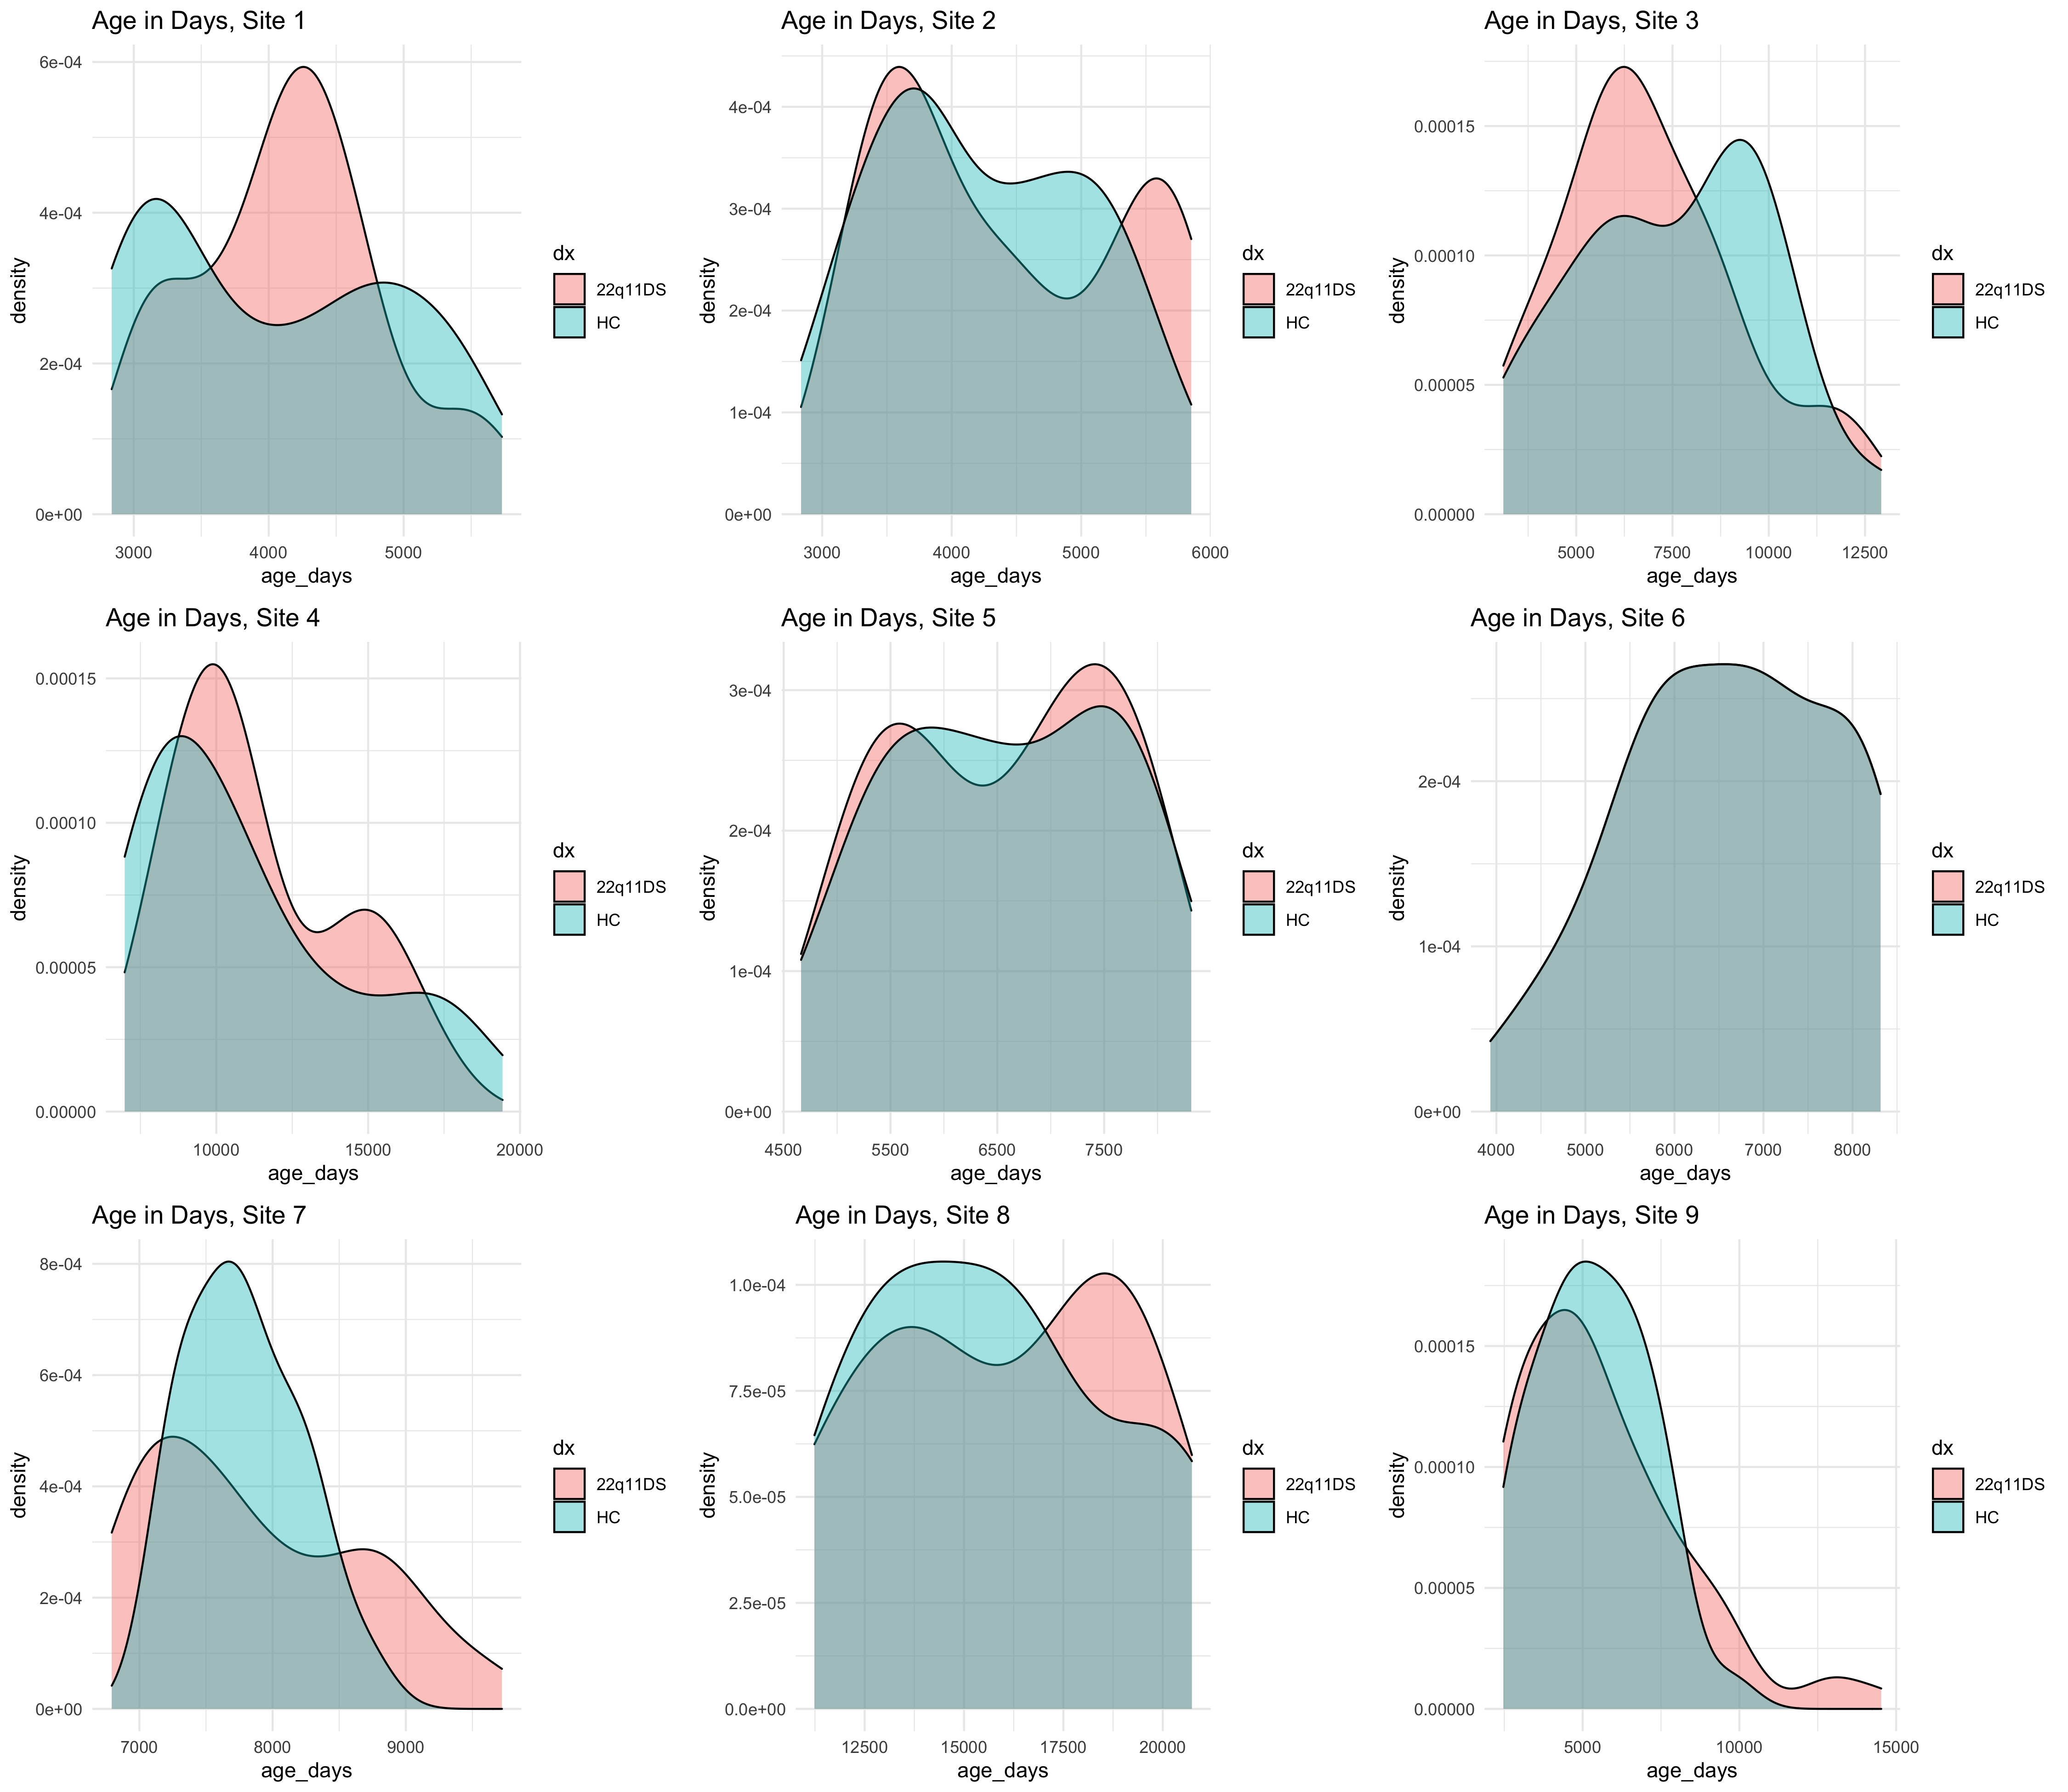 Age in Days, Site 1
6e-04
4e-04
2e-04
0e+00
density
3000 4000 5000
age_days
dx
22q11DS
HC
Age in Days, Site 2
4e-04
3e-04
2e-04
1e-04
0e+00
density
3000 4000 5000 6000
age_days
dx
22q11DS
HC
Age in Days, Site 3
0.00015
0.00010
0.00005
0.00000
density
5000 7500 10000 12500
age_days
dx
22q11DS
HC
Age in Days, Site 4
0.00015
0.00010
0.00005
0.00000
density
10000 15000 20000
age_days
dx
22q11DS
HC
Age in Days, Site 5
3e-04
2e-04
1e-04
0e+00
density
4500 5500 6500 7500
age_days
dx
22q11DS
HC
Age in Days, Site 6
2e-04
1e-04
0e+00
density
4000 5000 6000 7000 8000
age_days
dx
22q11DS
HC
Age in Days, Site 7
8e-04
6e-04
4e-04
2e-04
0e+00
density
7000 8000 9000
age_days
dx
22q11DS
HC
Age in Days, Site 8
1.0e-04
7.5e-05
5.0e-05
2.5e-05
0.0e+00
density
12500 15000 17500 20000
age_days
dx
22q11DS
HC
Age in Days, Site 9
0.00015
0.00010
0.00005
0.00000
density
5000 10000 15000
age_days
dx
22q11DS
HC